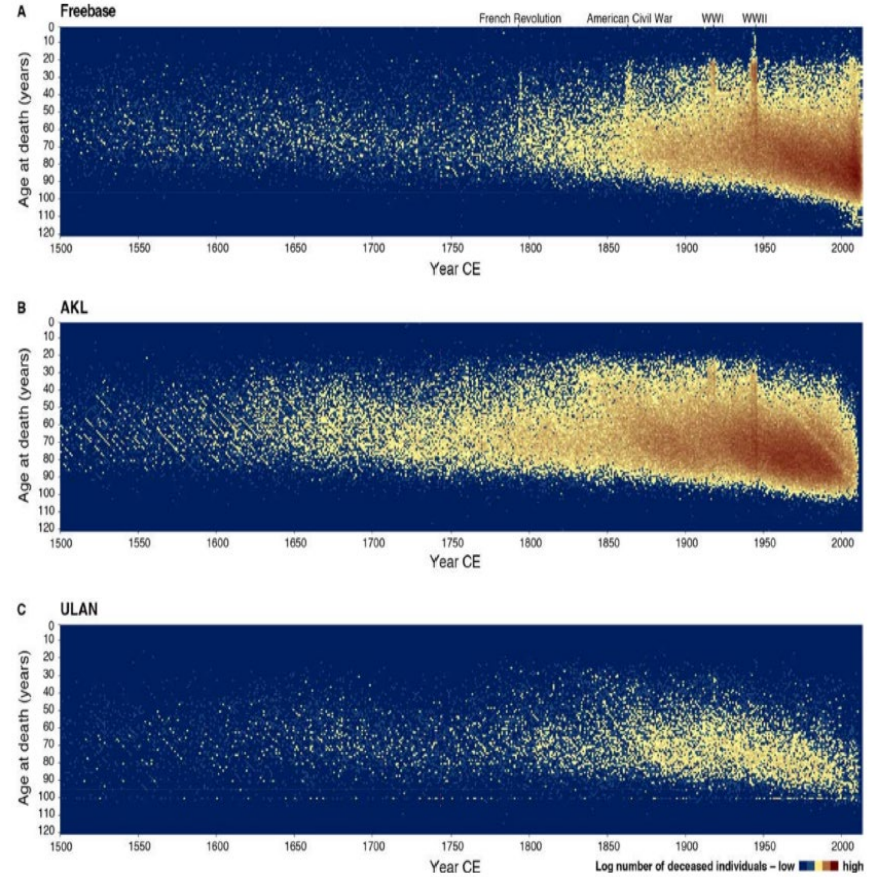 A Freebase
French Revolution American Civil War WWI WWII
Age at death (years)
0
10
20
30
40
50
60
70
80
90
100
110
120
1500 1550 1600 1650 1700 1750 1800 1850 1900 1950 2000
Year CE
B AKL
Age at death (years)
0
10
20
30
40
50
60
70
80
90
100
110
120
1500 1550 1600 1650 1700 1750 1800 1850 1900 1950 2000
Year CE
C ULAN
Age at death (years)
0
10
20
30
40
50
60
70
80
90
100
110
120
1500 1550 1600 1650 1700 1750 1800 1850 1900 1950 2000
Year CE
Log number of deceased individuals – low high